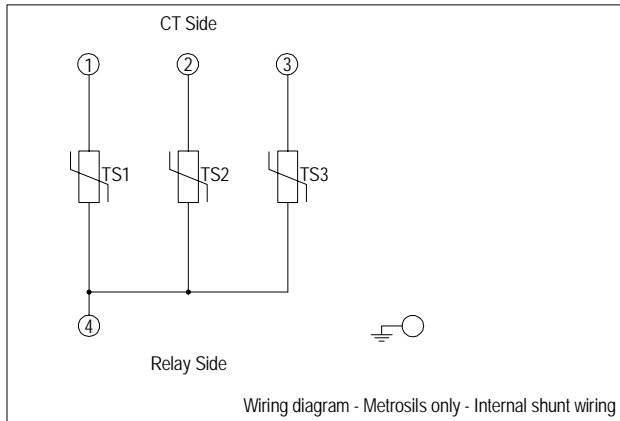 CT Side
1 2 3
TS1 TS2 TS3
4
Relay Side
Wiring diagram - Metrosils only - Internal shunt wiring